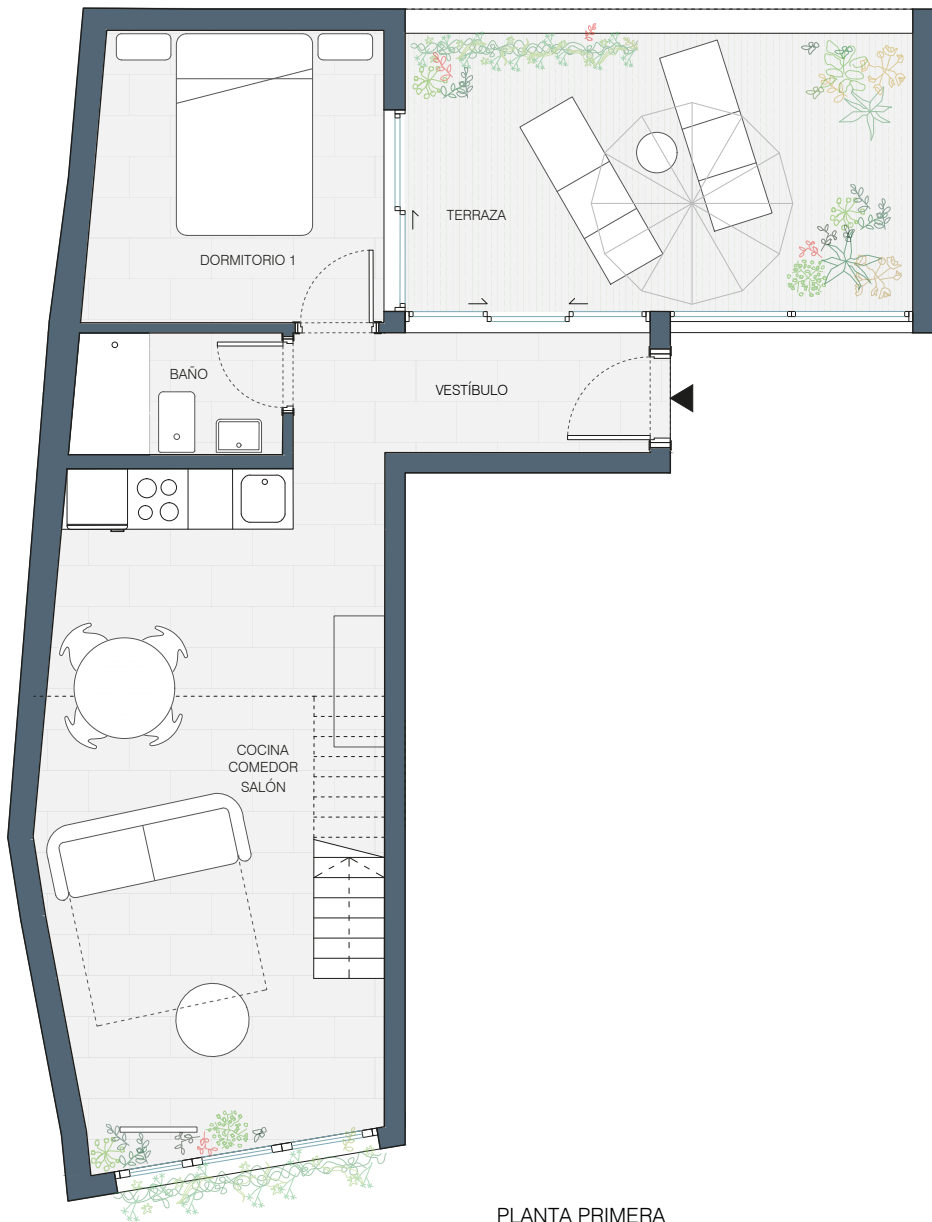 TERRAZA
DORMITORIO 1
BAÑO
VESTÍBULO
COCINA
COMEDOR
SALÓN
PLANTA PRIMERA